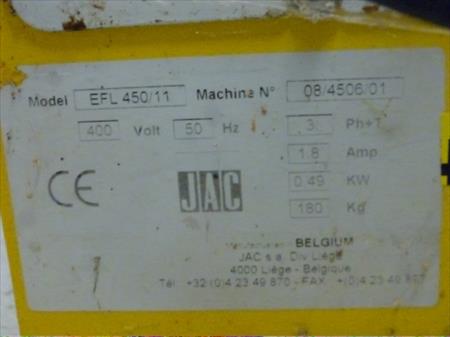 Model EFL 450/11 Machine N° 08/4506/01
400 Volt 50 Hz 3 Ph+T
1.8 Amp
CE JAC 0.49 KW
180 Kg
BELGIUM
JAC s.a. Div Liège
4000 Liège - Belgique
Tél. +32 (0)4 23 49 870 - FAX +(0)4 23 49